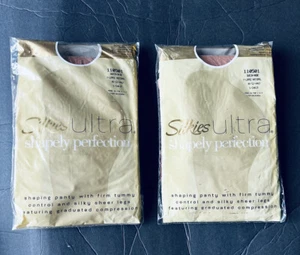 Silkies ultra
shapely perfection
shaping panty with firm tummy
control and silky sheer legs
featuring graduated compression
Silkies ultra
shapely perfection
shaping panty with firm tummy
control and silky sheer legs
featuring graduated compression